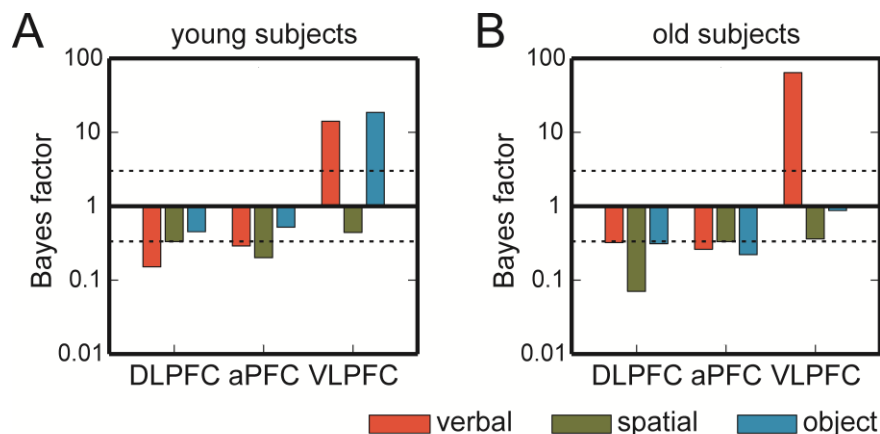 A
young subjects
Bayes factor
100
10
1
0.1
0.01
DLPFC aPFC VLPFC
B
old subjects
Bayes factor
100
10
1
0.1
0.01
DLPFC aPFC VLPFC
verbal spatial object